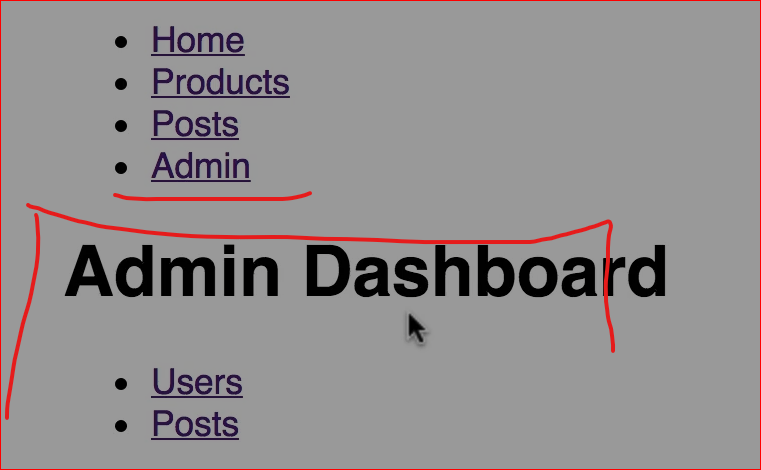 Home
Products
Posts
Admin
Admin Dashboard
Users
Posts